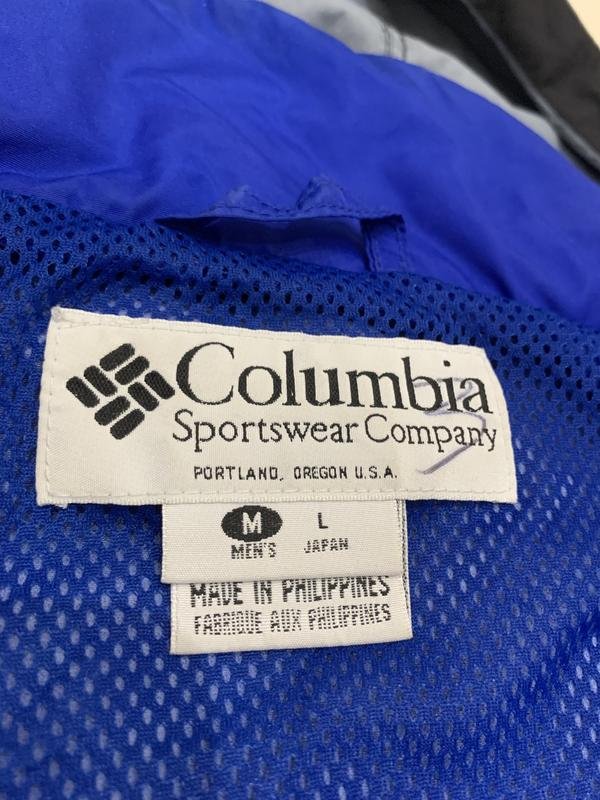 Columbia
Sportswear Company
PORTLAND, OREGON U.S.A.
M L
MEN'S JAPAN
MADE IN PHILIPPINES
FABRIQUE AUX PHILIPPINES